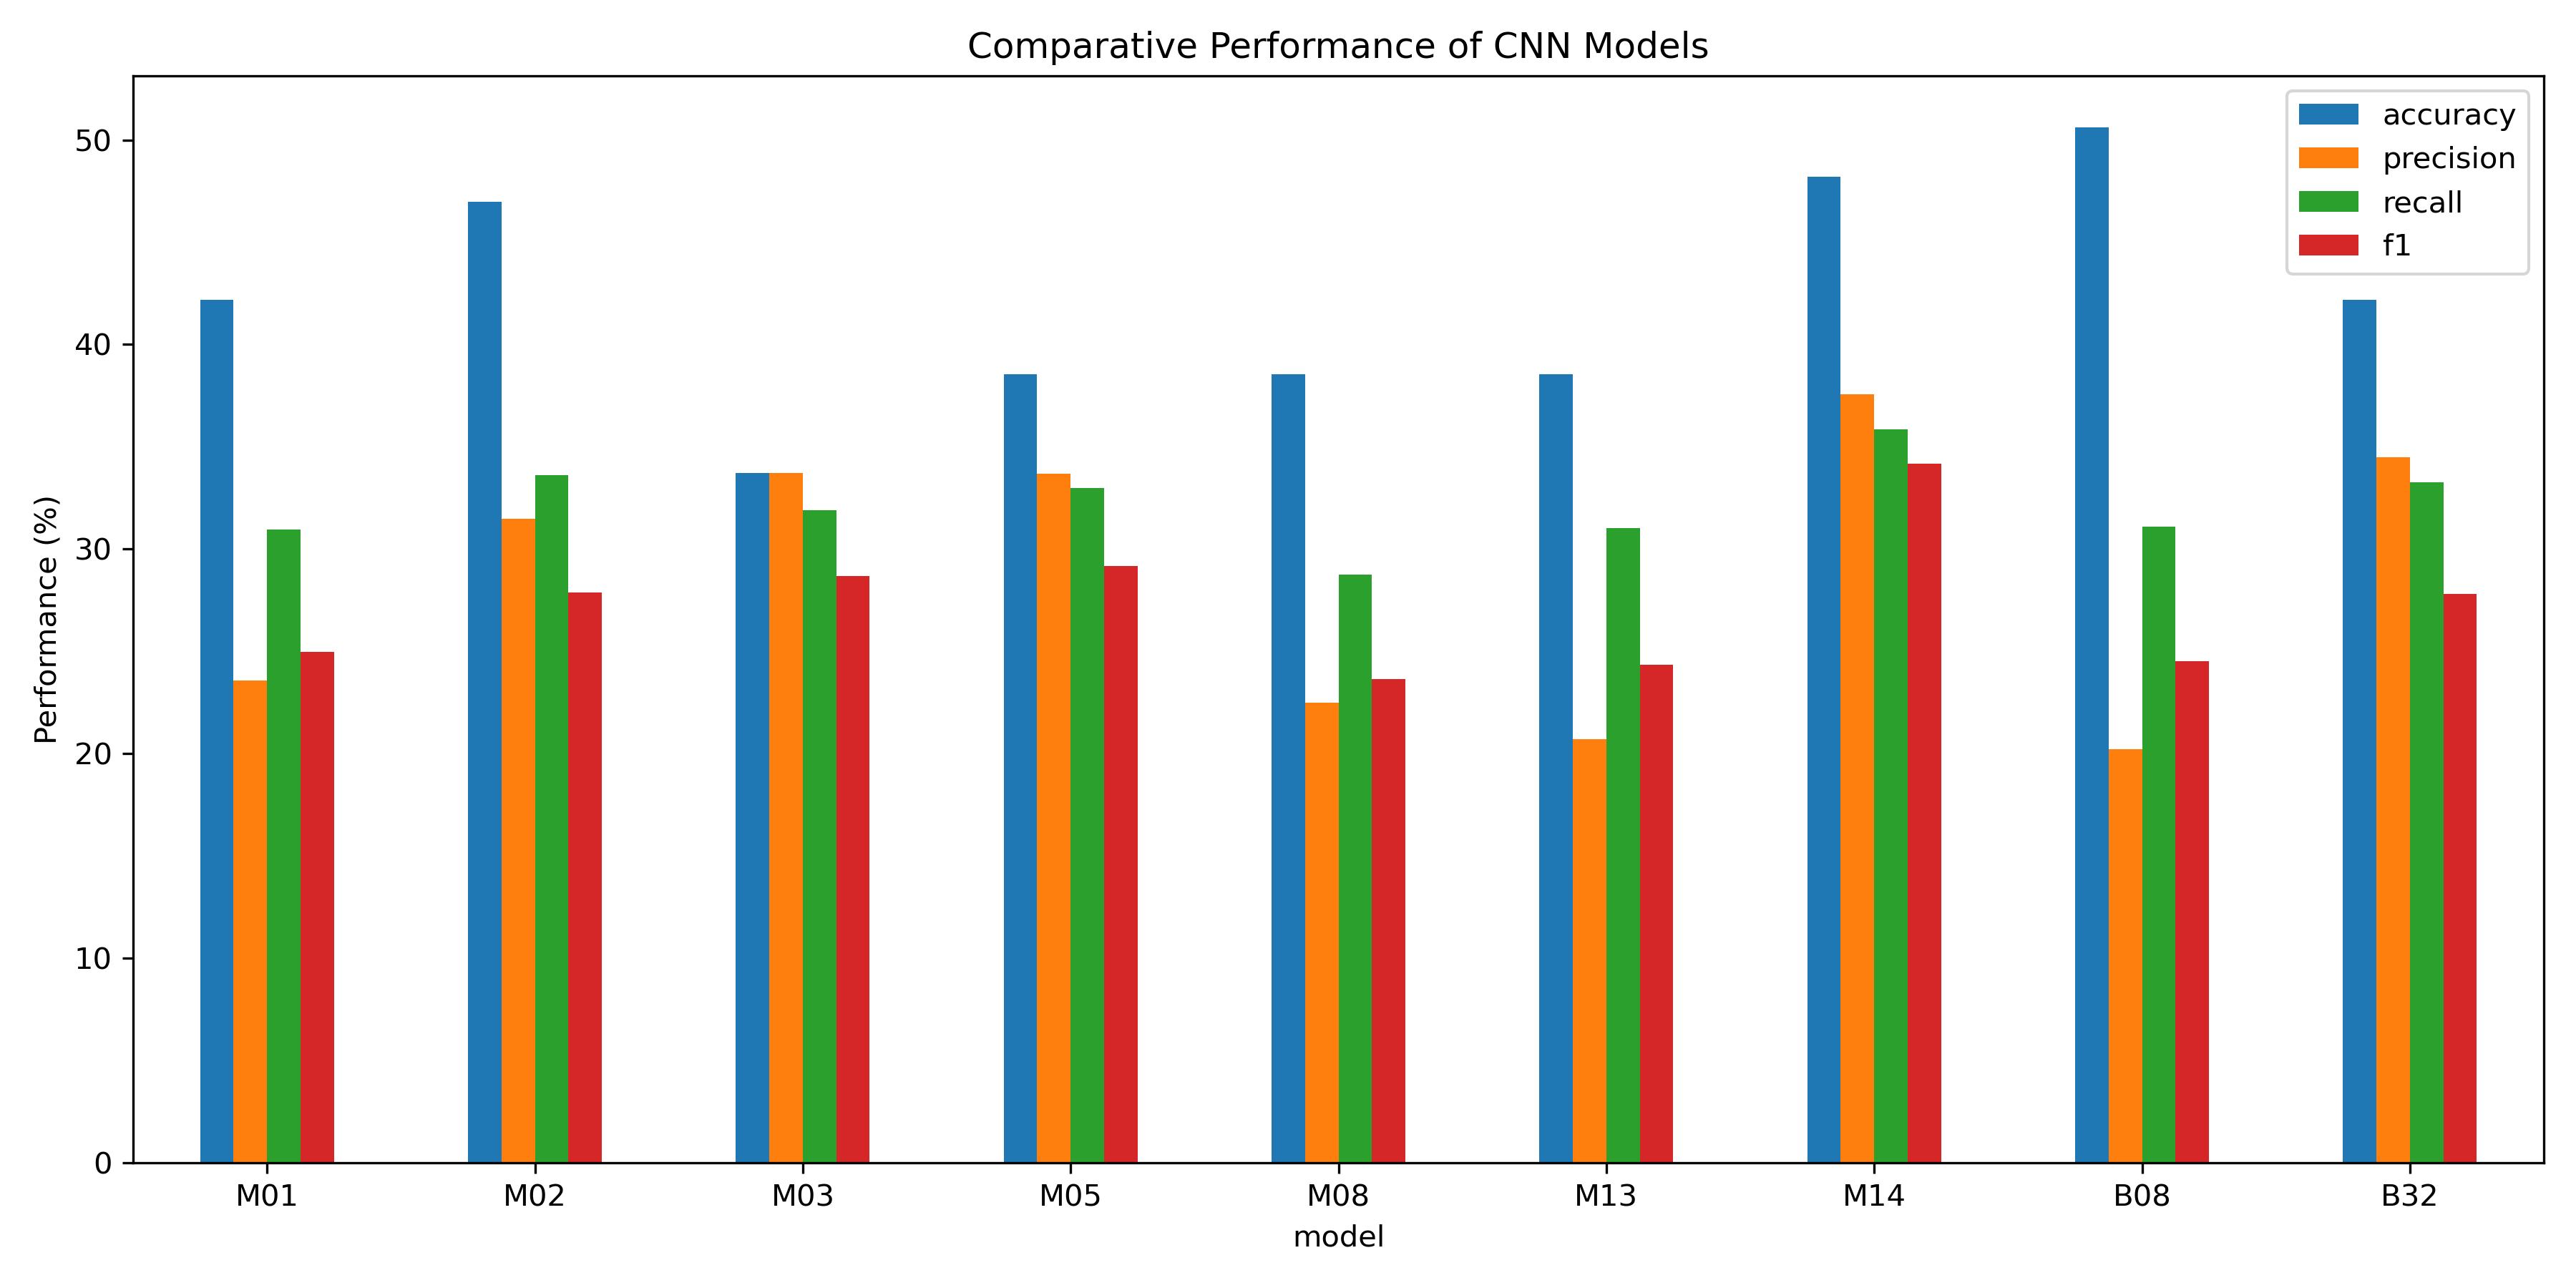 Comparative Performance of CNN Models
accuracy
precision
recall
f1
50
40
30
20
10
0
Performance (%)
M01 M02 M03 M05 M08 M13 M14 B08 B32
model